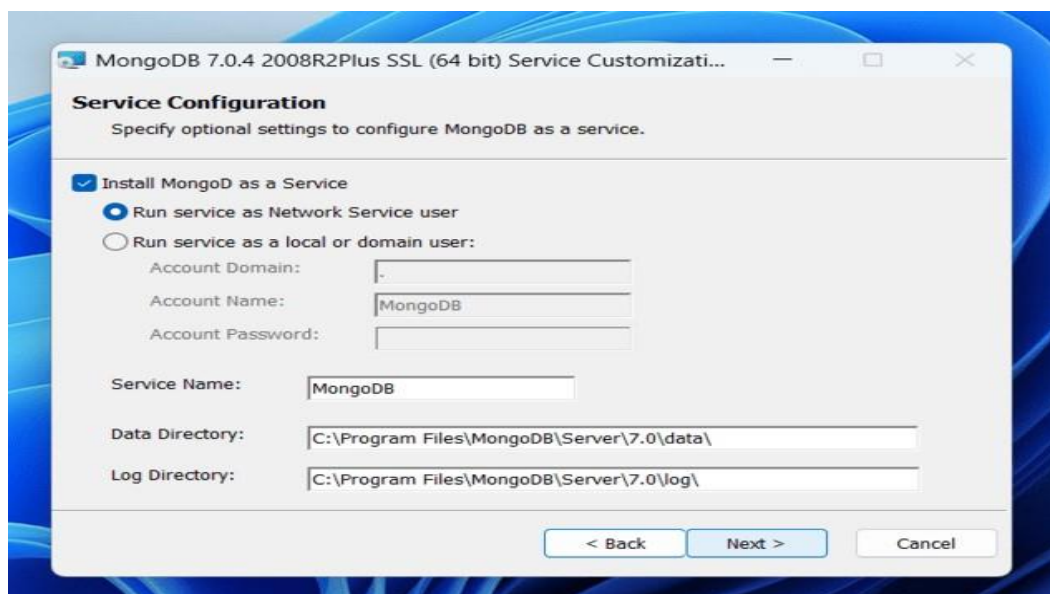 MongoDB 7.0.4 2008R2Plus SSL (64 bit) Service Customizati...
Service Configuration
Specify optional settings to configure MongoDB as a service.
Install MongoD as a Service
Run service as Network Service user
Run service as a local or domain user:
Account Domain: .
Account Name: MongoDB
Account Password:
Service Name: MongoDB
Data Directory: C:\Program Files\MongoDB\Server\7.0\data\
Log Directory: C:\Program Files\MongoDB\Server\7.0\log\
< Back Next > Cancel